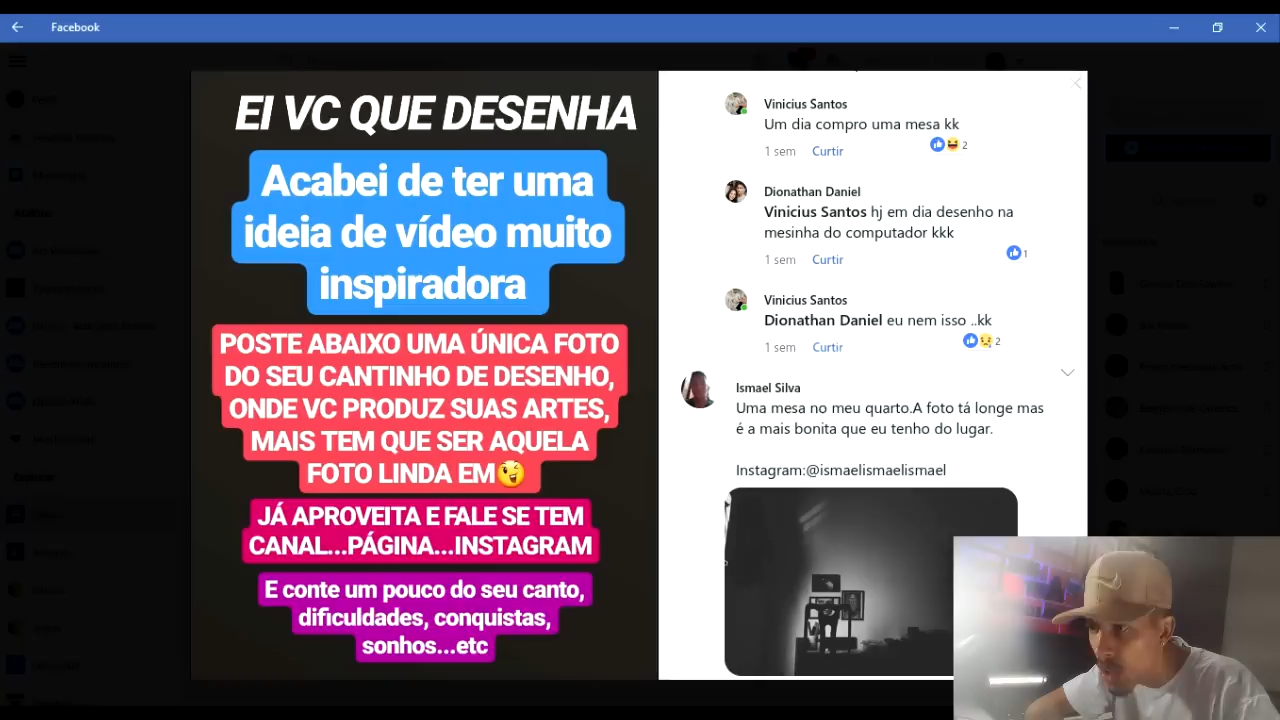 Facebook
EI VC QUE DESENHA
Acabei de ter uma
ideia de vídeo muito
inspiradora
POSTE ABAIXO UMA ÚNICA FOTO
DO SEU CANTINHO DE DESENHO,
ONDE VC PRODUZ SUAS ARTES,
MAIS TEM QUE SER AQUELA
FOTO LINDA EM😉
JÁ APROVEITA E FALE SE TEM
CANAL...PÁGINA...INSTAGRAM
E conte um pouco do seu canto,
dificuldades, conquistas,
sonhos...etc
Vinicius Santos
Um dia compro uma mesa kk
1 sem Curtir 2
Dionathan Daniel
Vinicius Santos hj em dia desenho na
mesinha do computador kkk
1 sem Curtir 1
Vinicius Santos
Dionathan Daniel eu nem isso ..kk
1 sem Curtir 2
Ismael Silva
Uma mesa no meu quarto.A foto tá longe mas
é a mais bonita que eu tenho do lugar.
Instagram:@ismaelismaelismael